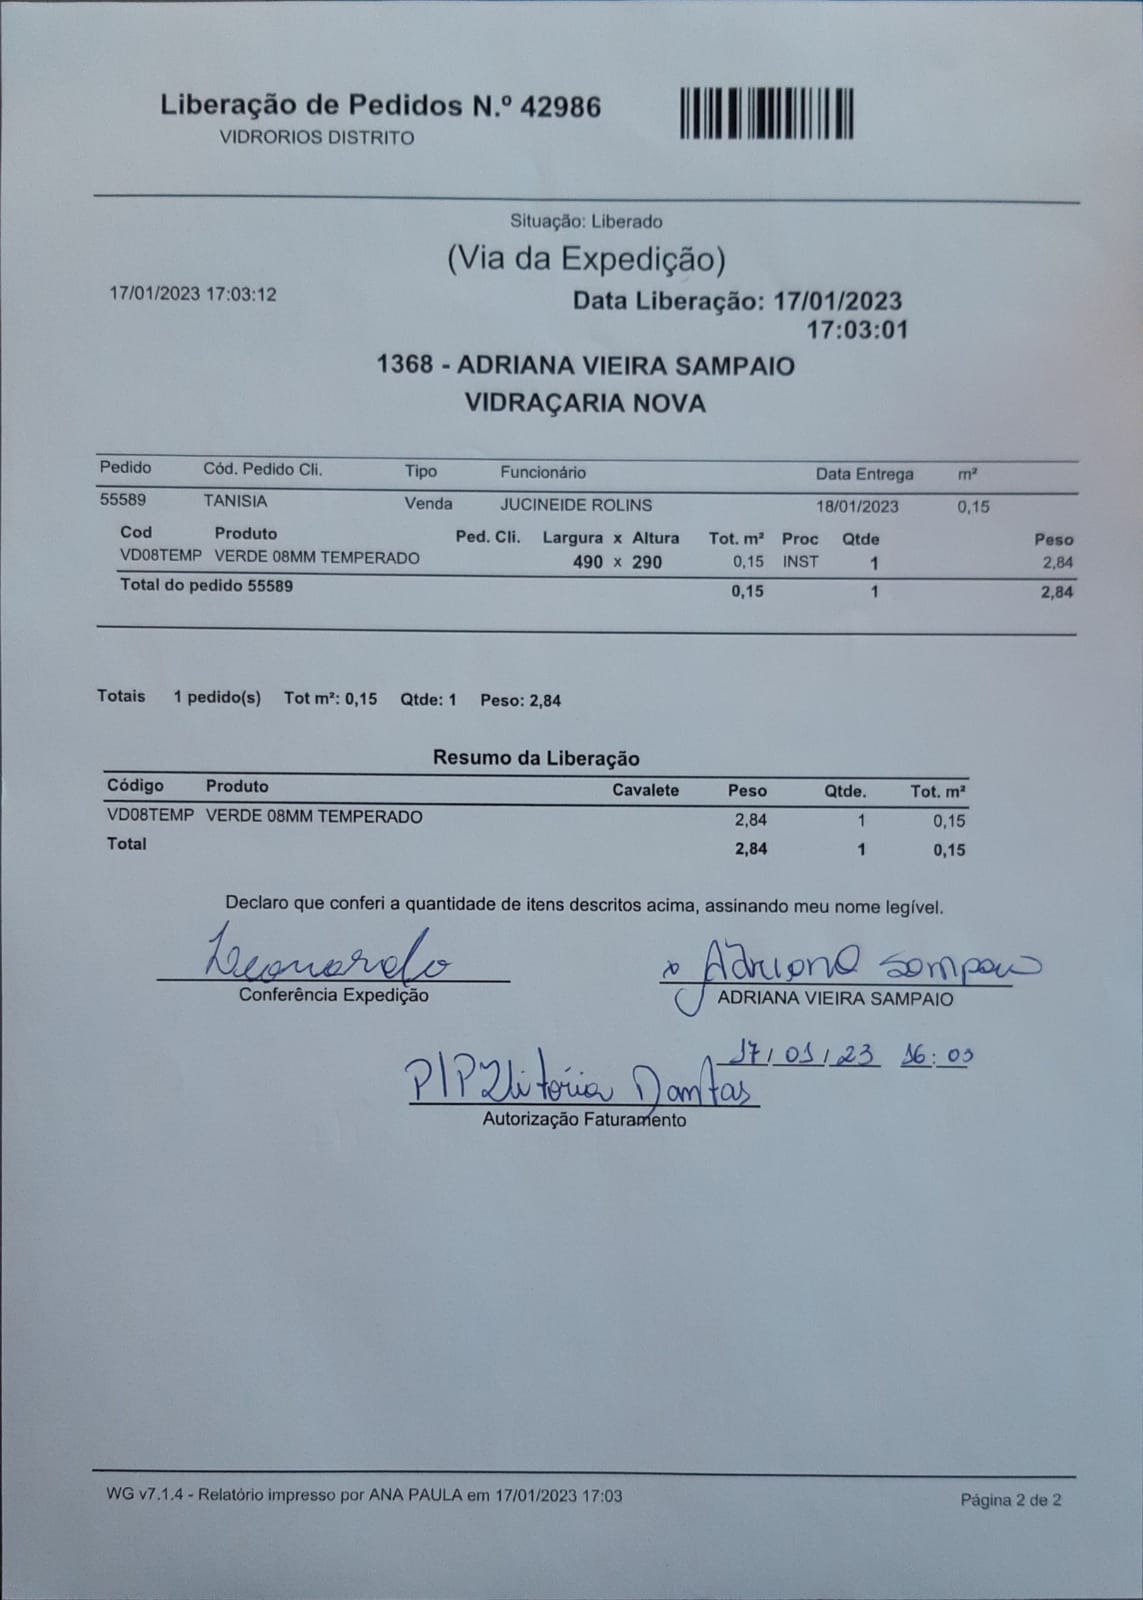 Liberação de Pedidos N.º 42986
VIDRORIOS DISTRITO
Situação: Liberado
(Via da Expedição)
17/01/2023 17:03:12
Data Liberação: 17/01/2023
17:03:01
1368 - ADRIANA VIEIRA SAMPAIO
VIDRAÇARIA NOVA
Pedido Cód. Pedido Cli. Tipo Funcionário Data Entrega m²
55589 TANISIA Venda JUCINEIDE ROLINS 18/01/2023 0,15
Cod Produto Ped. Cli. Largura x Altura Tot. m² Proc Qtde Peso
VD08TEMP VERDE 08MM TEMPERADO 490 x 290 0,15 INST 1 2,84
Total do pedido 55589 0,15 1 2,84
Totais 1 pedido(s) Tot m²: 0,15 Qtde: 1 Peso: 2,84
Resumo da Liberação
Código Produto Cavalete Peso Qtde. Tot. m²
VD08TEMP VERDE 08MM TEMPERADO 2,84 1 0,15
Total 2,84 1 0,15
Declaro que conferi a quantidade de itens descritos acima, assinando meu nome legível.
Leonardo
Conferência Expedição
x Adriana Sampaio
ADRIANA VIEIRA SAMPAIO
17/01/23 16:03
P/P Vitória Dantas
Autorização Faturamento
WG v7.1.4 - Relatório impresso por ANA PAULA em 17/01/2023 17:03
Página 2 de 2